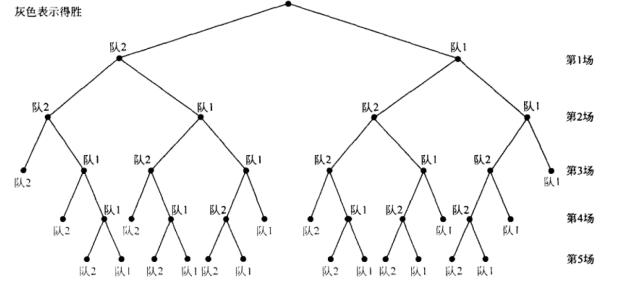 灰色表示得胜
队2 队1 第1场
队2 队1 队2 队1 第2场
队2 队1 队2 队1 队2 队1 队2 队1 第3场
队2 队1 队2 队1 队2 队1 队2 队1 队2 队1 队2 队1 第4场
队2 队1 队2 队1 队2 队1 队2 队1 队2 队1 队2 队1 第5场